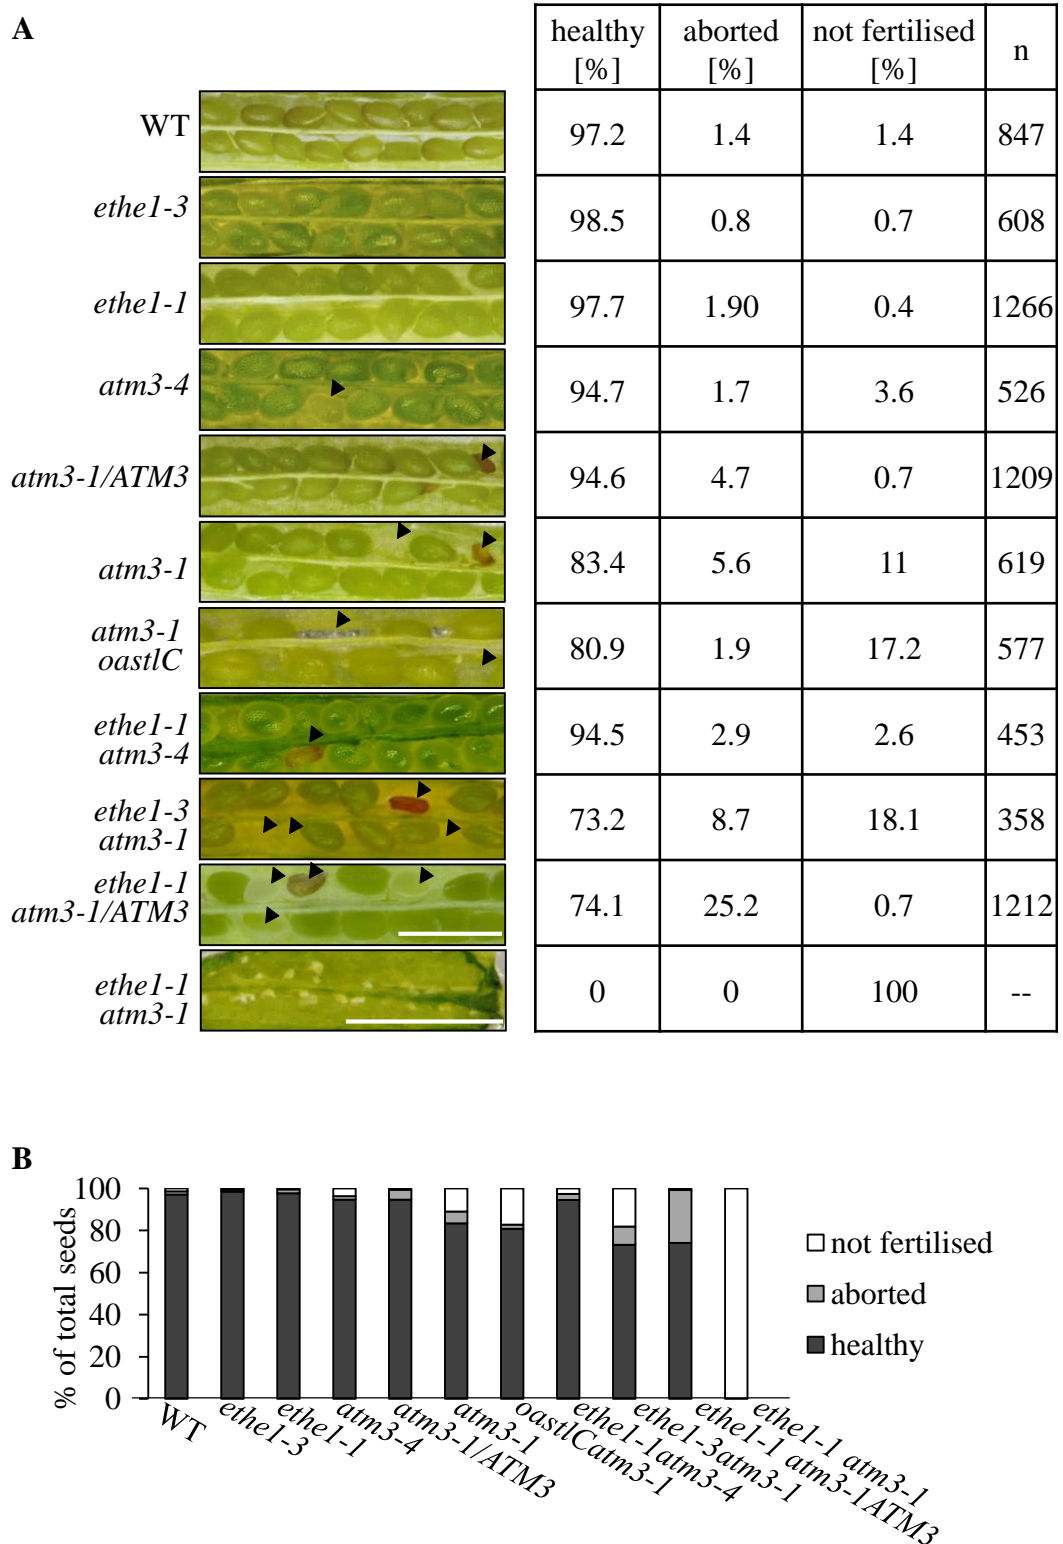 A
healthy aborted not fertilised n
[%] [%] [%]
WT 97.2 1.4 1.4 847
ethe1-3 98.5 0.8 0.7 608
ethe1-1 97.7 1.90 0.4 1266
atm3-4 94.7 1.7 3.6 526
atm3-1/ATM3 94.6 4.7 0.7 1209
atm3-1 83.4 5.6 11 619
atm3-1
oastlC 80.9 1.9 17.2 577
ethe1-1
atm3-4 94.5 2.9 2.6 453
ethe1-3
atm3-1 73.2 8.7 18.1 358
ethe1-1
atm3-1/ATM3 74.1 25.2 0.7 1212
ethe1-1
atm3-1 0 0 100 --
B
% of total seeds
100
80
60
40
20
0
WT
ethe1-3
ethe1-1
atm3-4
atm3-1/ATM3
atm3-1
oastlCatm3-1
ethe1-1atm3-4
ethe1-3atm3-1
ethe1-1 atm3-1ATM3
ethe1-1 atm3-1
not fertilised
aborted
healthy